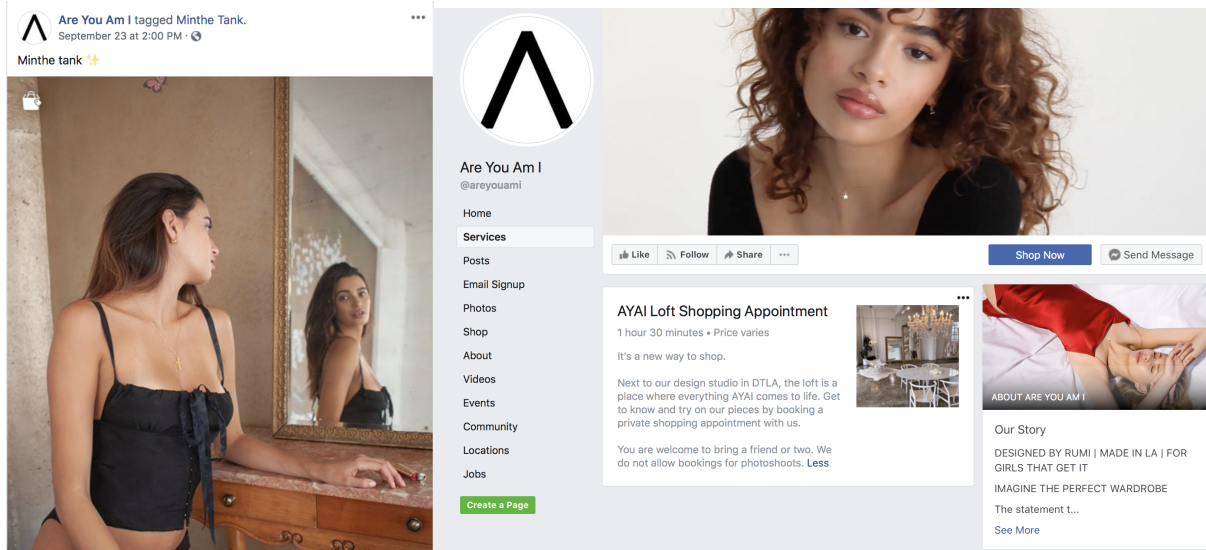 Are You Am I tagged Minthe Tank.
September 23 at 2:00 PM ·
Minthe tank ✨
Are You Am I
@areyouami
Home
Services
Posts
Email Signup
Photos
Shop
About
Videos
Events
Community
Locations
Jobs
Create a Page
Like
Follow
Share
Shop Now
Send Message
AYAI Loft Shopping Appointment
1 hour 30 minutes • Price varies
It's a new way to shop.
Next to our design studio in DTLA, the loft is a
place where everything AYAI comes to life. Get
to know and try on our pieces by booking a
private shopping appointment with us.
You are welcome to bring a friend or two. We
do not allow bookings for photoshoots. Less
ABOUT ARE YOU AM I
Our Story
DESIGNED BY RUMI | MADE IN LA | FOR
GIRLS THAT GET IT
IMAGINE THE PERFECT WARDROBE
The statement t...
See More